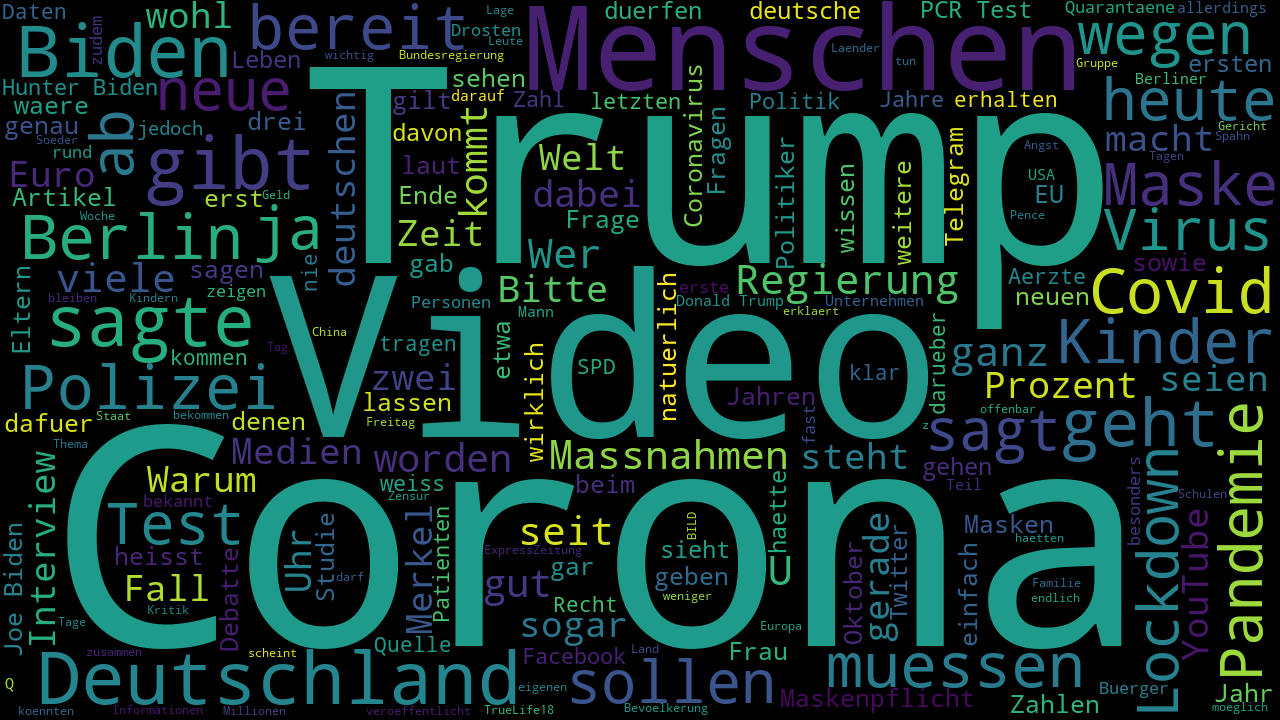 Daten
zudem
wohl
bereit
Lage
Drosten
Leute
duerfen
deutsche
PCR Test
Quarantaene
allerdings
Biden
Leben
wichtig
Bundesregierung
Menschen
Laender
tun
wegen
Gruppe
ersten
Berliner
Hunter Biden
neue
sehen
waere
genau
Soeder
jedoch
drei
gilt
darauf
Zahl
letzten
Politik
Jahre
erhalten
heute
ab
rund
davon
Trump
Coronavirus
Fragen
macht
Gericht
Spahn
Tagen
Angst
Euro
gibt
deutschen
laut
kommt
Welt
dabei
Politiker
wissen
weitere
Telegram
USA
EU
Pence
Maske
Artikel
erst
Geld
Ende
Frage
Woche
Berlin
ja
nie
Zeit
Wer
Virus
viele
sagen
gab
Bitte
Regierung
Aerzte
sowie
Eltern
bleiben
Kindern
zeigen
Personen
Mann
erste
Donald Trump
Unternehmen
erklaert
neuen
Covid
sagte
China
Video
etwa
natuerlich
darueber
Tag
kommen
tragen
wirklich
SPD
klar
ganz
Kinder
Polizei
zwei
Jahren
Prozent
seien
dafuer
Staat
bekommen
denen
lassen
Freitag
fast
z
offenbar
sagt
geht
Thema
Medien
worden
Massnahmen
steht
gehen
Teil
Interview
Warum
bekannt
weiss
Zensur
beim
haette
besonders
Schulen
Lockdown
Pandemie
Corona
Test
Uhr
Studie
Merkel
Patienten
seit
BILD
sieht
Masken
haetten
Joe Biden
heisst
Debatte
darf
ExpressZeitung
gut
gar
geben
weniger
CU
Oktober
gerade
Twitter
einfach
Familie
endlich
YouTube
Fall
Kritik
Recht
Tage
sogar
Europa
Quelle
zusammen
scheint
Facebook
Land
Frau
Q
Deutschland
eigenen
sollen
muessen
Maskenpflicht
Zahlen
Buerger
Jahr
moeglich
koennten
Informationen
Millionen
veroeffentlicht
TrueLife18
Bevoelkerung